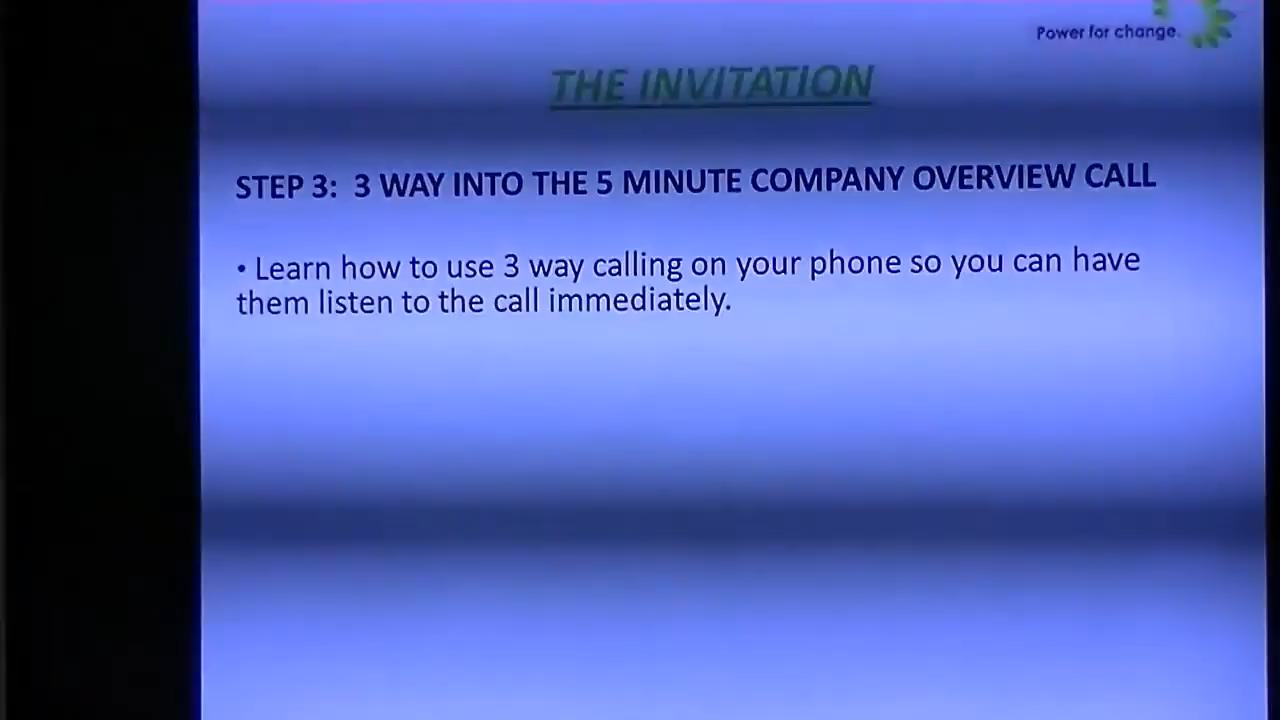 Power for change.
THE INVITATION
STEP 3: 3 WAY INTO THE 5 MINUTE COMPANY OVERVIEW CALL
• Learn how to use 3 way calling on your phone so you can have
them listen to the call immediately.